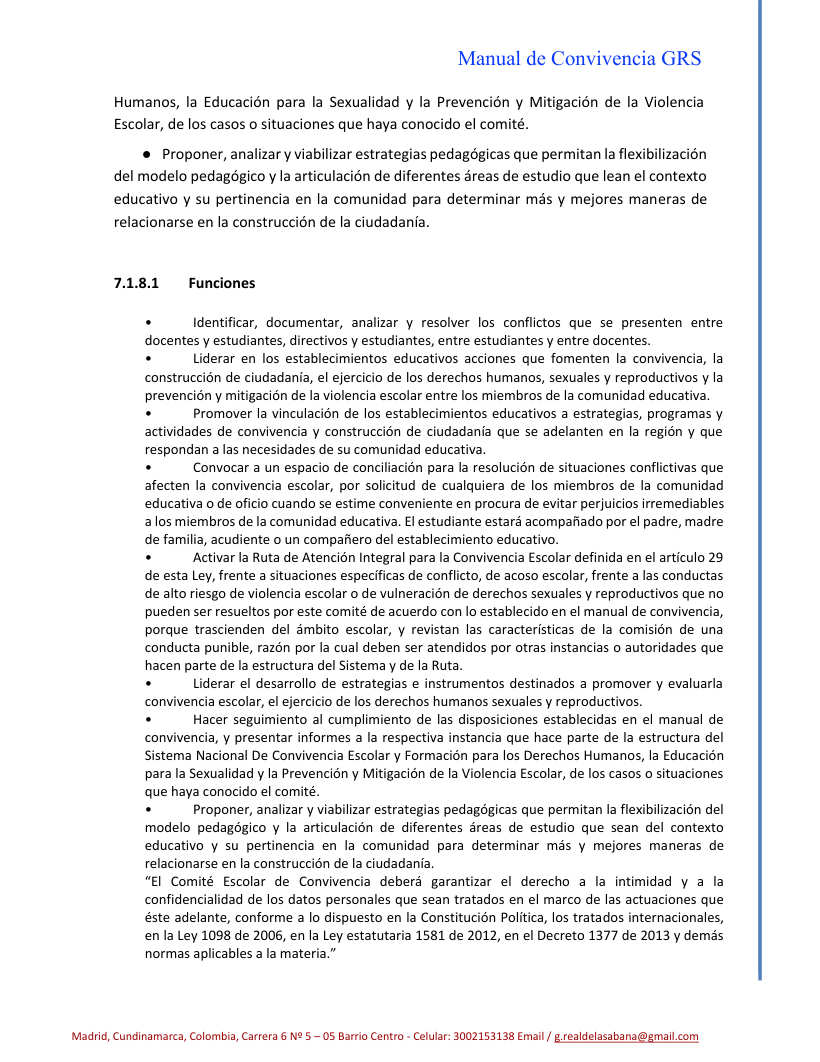 Manual de Convivencia GRS
Humanos, la Educación para la Sexualidad y la Prevención y Mitigación de la Violencia
Escolar, de los casos o situaciones que haya conocido el comité.
● Proponer, analizar y viabilizar estrategias pedagógicas que permitan la flexibilización
del modelo pedagógico y la articulación de diferentes áreas de estudio que lean el contexto
educativo y su pertinencia en la comunidad para determinar más y mejores maneras de
relacionarse en la construcción de la ciudadanía.
7.1.8.1 Funciones
• Identificar, documentar, analizar y resolver los conflictos que se presenten entre
docentes y estudiantes, directivos y estudiantes, entre estudiantes y entre docentes.
• Liderar en los establecimientos educativos acciones que fomenten la convivencia, la
construcción de ciudadanía, el ejercicio de los derechos humanos, sexuales y reproductivos y la
prevención y mitigación de la violencia escolar entre los miembros de la comunidad educativa.
• Promover la vinculación de los establecimientos educativos a estrategias, programas y
actividades de convivencia y construcción de ciudadanía que se adelanten en la región y que
respondan a las necesidades de su comunidad educativa.
• Convocar a un espacio de conciliación para la resolución de situaciones conflictivas que
afecten la convivencia escolar, por solicitud de cualquiera de los miembros de la comunidad
educativa o de oficio cuando se estime conveniente en procura de evitar perjuicios irremediables
a los miembros de la comunidad educativa. El estudiante estará acompañado por el padre, madre
de familia, acudiente o un compañero del establecimiento educativo.
• Activar la Ruta de Atención Integral para la Convivencia Escolar definida en el artículo 29
de esta Ley, frente a situaciones específicas de conflicto, de acoso escolar, frente a las conductas
de alto riesgo de violencia escolar o de vulneración de derechos sexuales y reproductivos que no
pueden ser resueltos por este comité de acuerdo con lo establecido en el manual de convivencia,
porque trascienden del ámbito escolar, y revistan las características de la comisión de una
conducta punible, razón por la cual deben ser atendidos por otras instancias o autoridades que
hacen parte de la estructura del Sistema y de la Ruta.
• Liderar el desarrollo de estrategias e instrumentos destinados a promover y evaluarla
convivencia escolar, el ejercicio de los derechos humanos sexuales y reproductivos.
• Hacer seguimiento al cumplimiento de las disposiciones establecidas en el manual de
convivencia, y presentar informes a la respectiva instancia que hace parte de la estructura del
Sistema Nacional De Convivencia Escolar y Formación para los Derechos Humanos, la Educación
para la Sexualidad y la Prevención y Mitigación de la Violencia Escolar, de los casos o situaciones
que haya conocido el comité.
• Proponer, analizar y viabilizar estrategias pedagógicas que permitan la flexibilización del
modelo pedagógico y la articulación de diferentes áreas de estudio que sean del contexto
educativo y su pertinencia en la comunidad para determinar más y mejores maneras de
relacionarse en la construcción de la ciudadanía.
“El Comité Escolar de Convivencia deberá garantizar el derecho a la intimidad y a la
confidencialidad de los datos personales que sean tratados en el marco de las actuaciones que
éste adelante, conforme a lo dispuesto en la Constitución Política, los tratados internacionales,
en la Ley 1098 de 2006, en la Ley estatutaria 1581 de 2012, en el Decreto 1377 de 2013 y demás
normas aplicables a la materia.”
Madrid, Cundinamarca, Colombia, Carrera 6 Nº 5 – 05 Barrio Centro - Celular: 3002153138 Email / g.realdelasabana@gmail.com